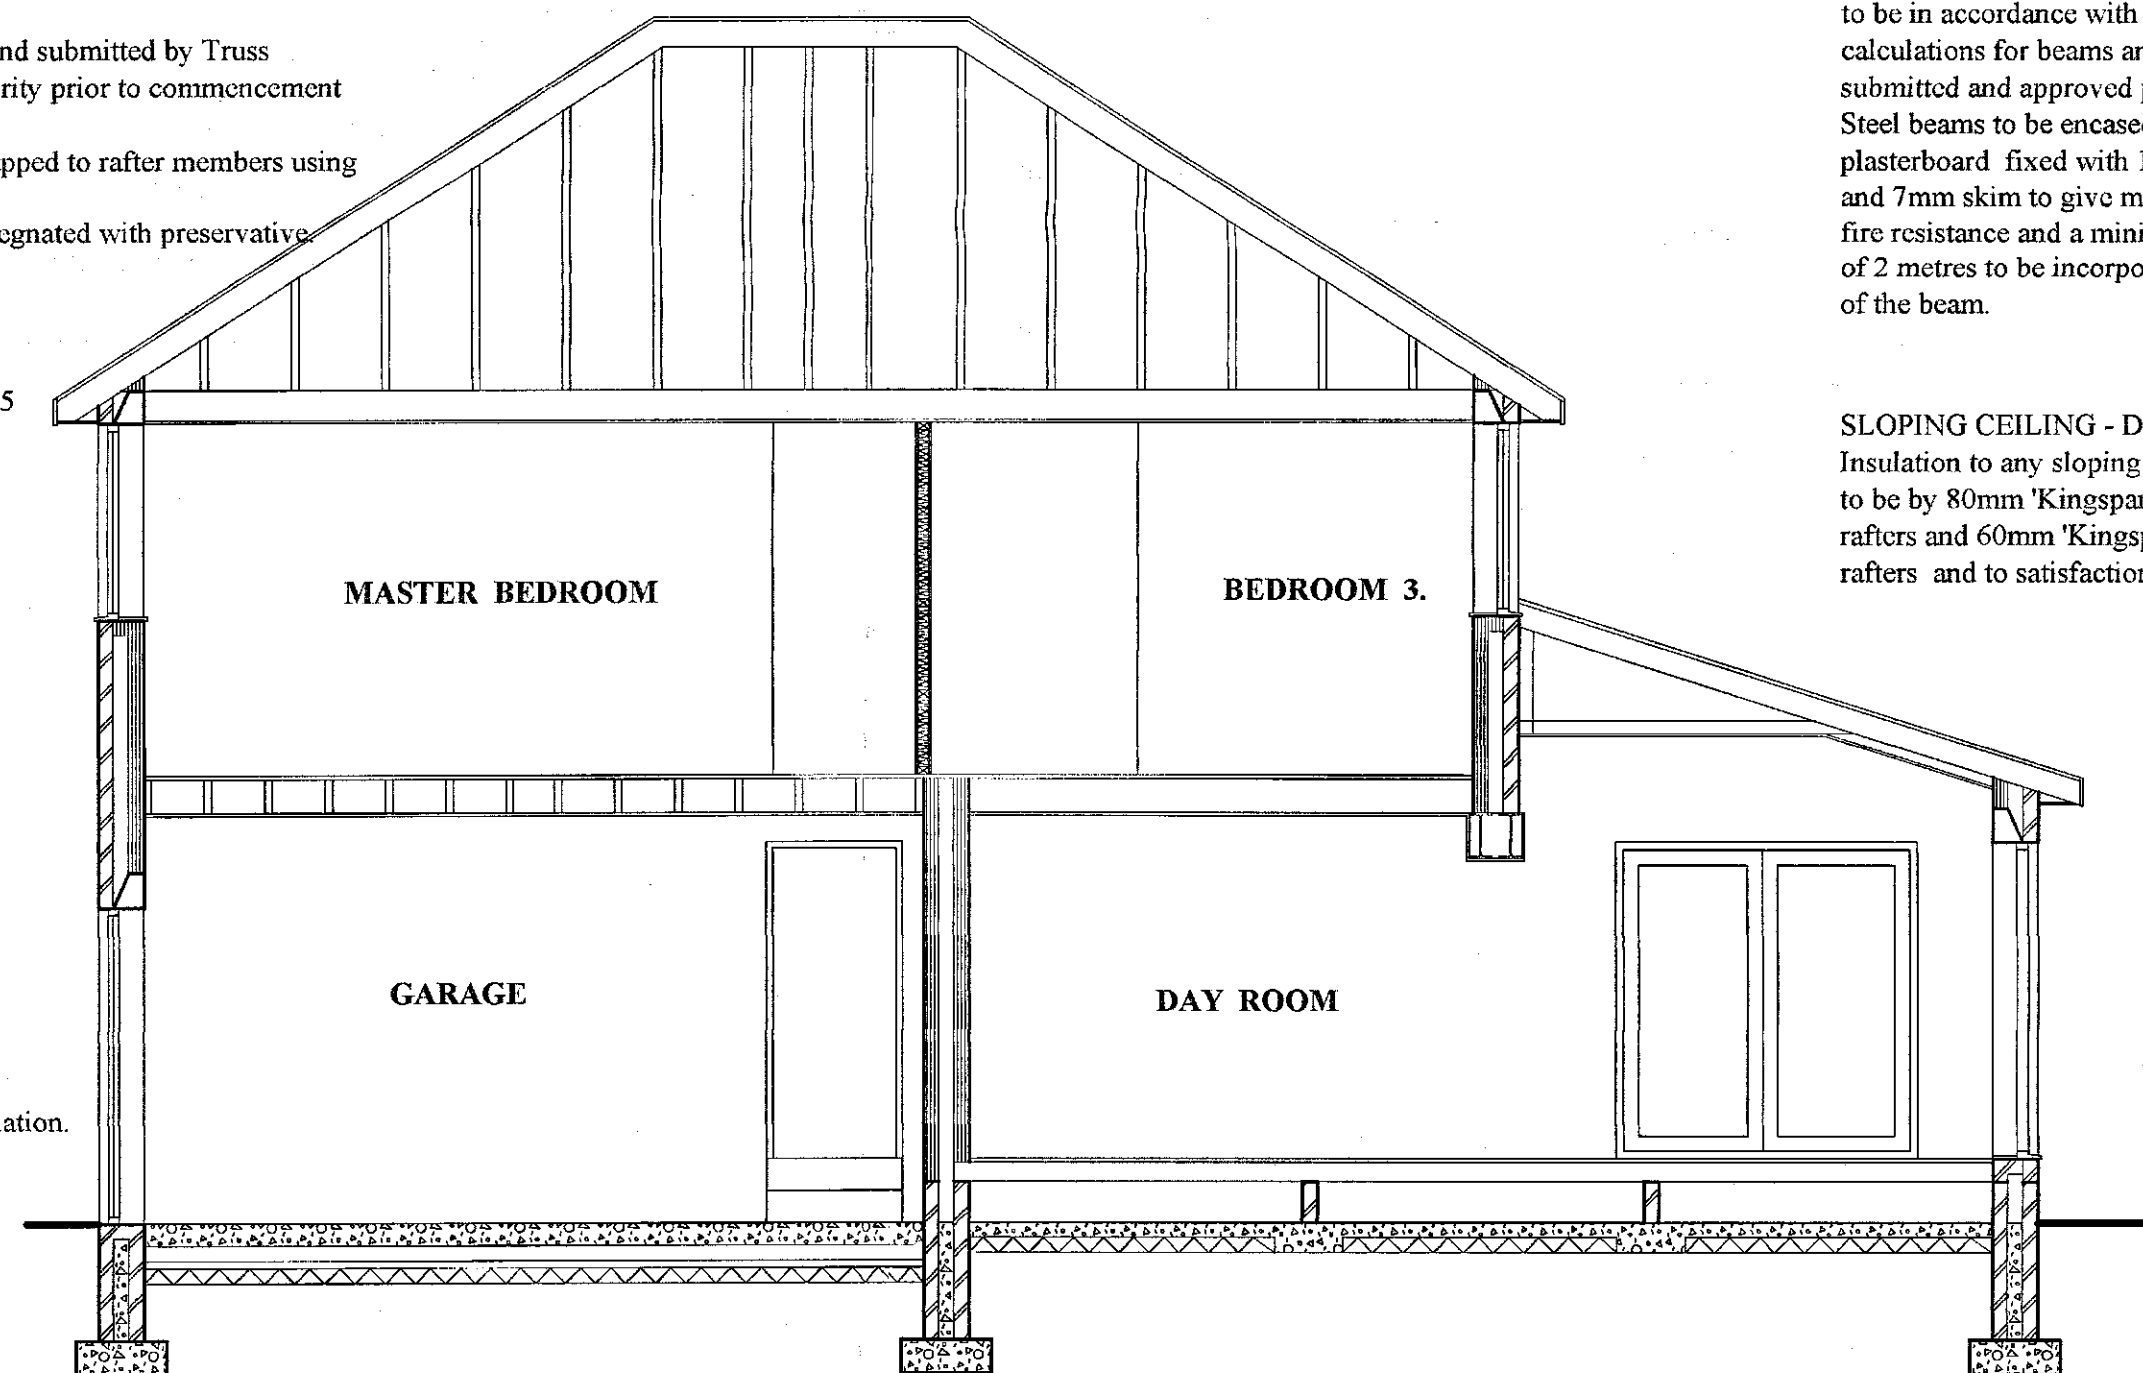 nd submitted by Truss
rity prior to commencement
pped to rafter members using
egnated with preservative.
5
MASTER BEDROOM
BEDROOM 3.
GARAGE
DAY ROOM
ation.
to be in accordance with
calculations for beams a
submitted and approved
Steel beams to be encase
plasterboard fixed with
and 7mm skim to give m
fire resistance and a mini
of 2 metres to be incorpo
of the beam.
SLOPING CEILING - D
Insulation to any sloping
to be by 80mm 'Kingspa
rafters and 60mm 'Kingsp
rafters and to satisfaction